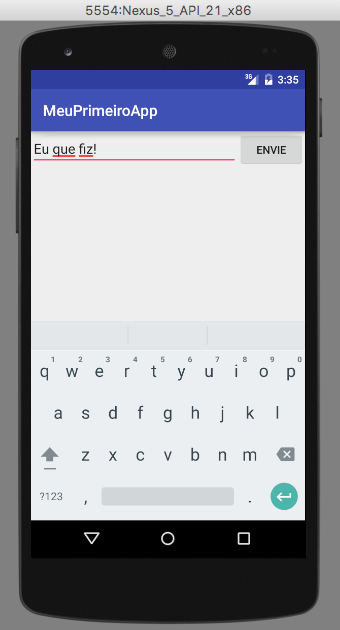 5554:Nexus_5_API_21_x86
3G 3:35
MeuPrimeiroApp
Eu que fiz! ENVIE
1 2 3 4 5 6 7 8 9 0
q w e r t y u i o p
a s d f g h j k l
z x c v b n m
?123 , .